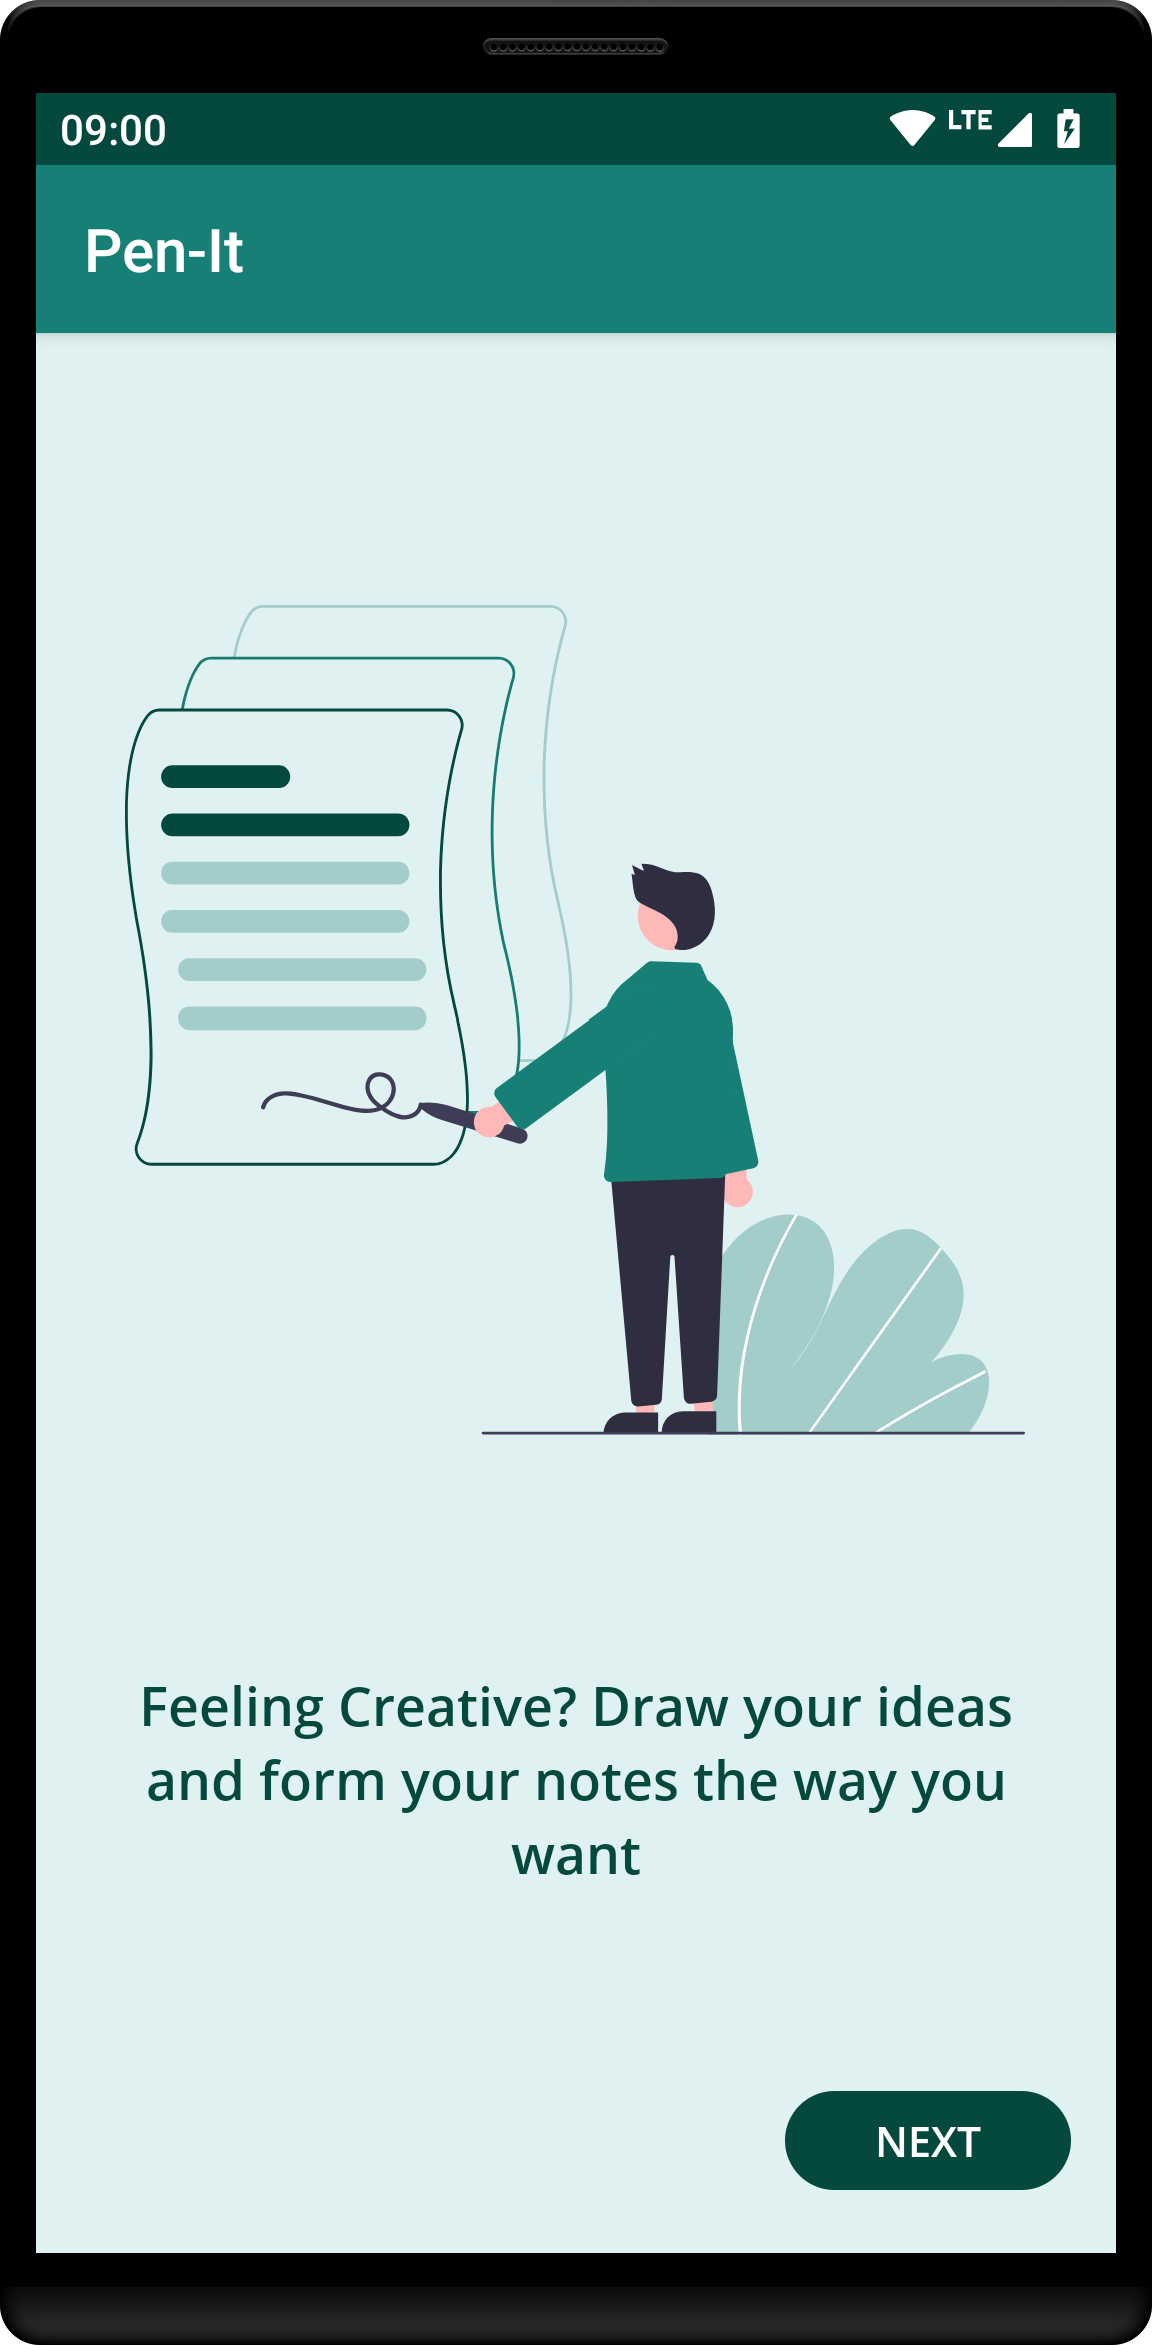 09:00 LTE
Pen-It
Feeling Creative? Draw your ideas
and form your notes the way you
want
NEXT